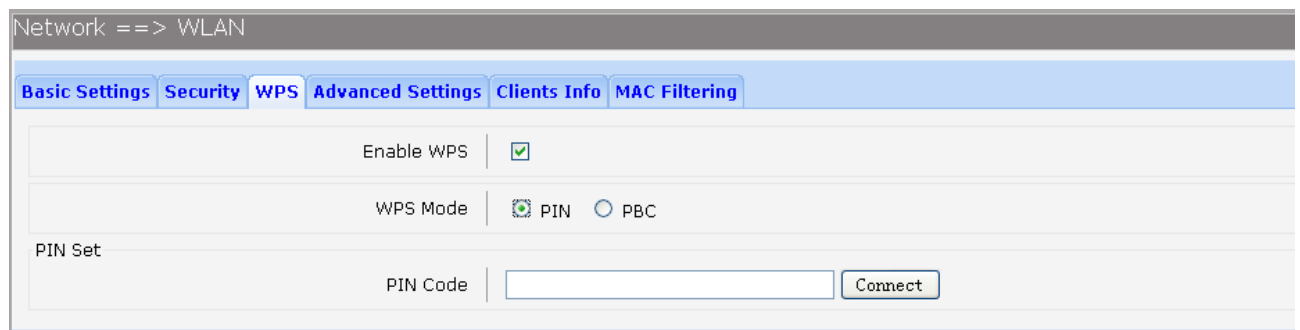 Network ==> WLAN
Basic Settings Security WPS Advanced Settings Clients Info MAC Filtering
Enable WPS
WPS Mode PIN PBC
PIN Set
PIN Code Connect